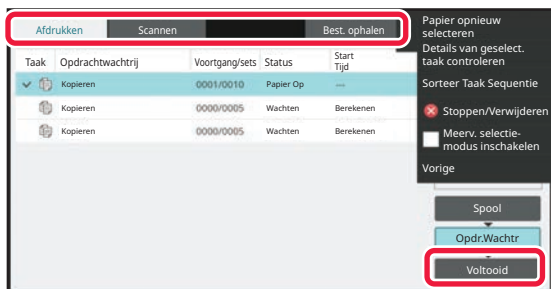 Afdrukken Scannen Best. ophalen
Papier opnieuw
selecteren
Details van geselect.
taak controleren
Sorteer Taak Sequentie
Stoppen/Verwijderen
Meerv. selectie-
modus inschakelen
Vorige
Taak Opdrachtwachtrij Voortgang/sets Status Start
Tijd
Kopieren 0001/0010 Papier Op ---
Kopieren 0000/0005 Wachten Berekenen
Kopieren 0000/0005 Wachten Berekenen
Spool
Opdr.Wachtr
Voltooid